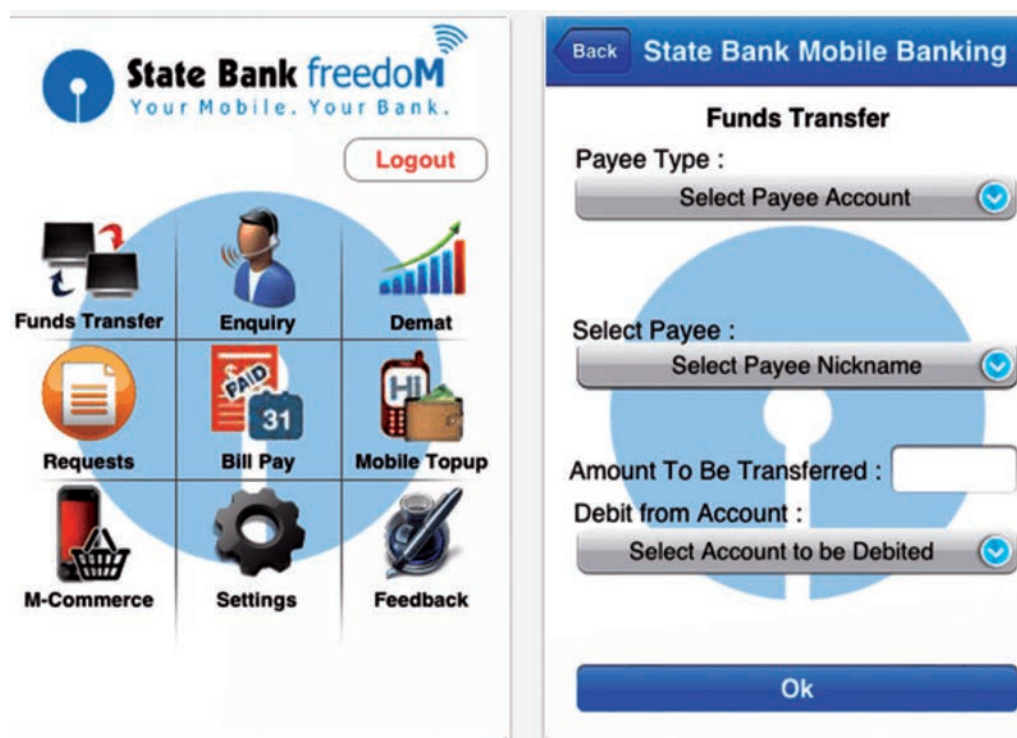 State Bank freedoM
Your Mobile. Your Bank.
Logout
Funds Transfer
Enquiry
Demat
PAID
31
Hi
Requests
Bill Pay
Mobile Topup
M-Commerce
Settings
Feedback
Back
State Bank Mobile Banking
Funds Transfer
Payee Type :
Select Payee Account
Select Payee :
Select Payee Nickname
Amount To Be Transferred :
Debit from Account :
Select Account to be Debited
Ok